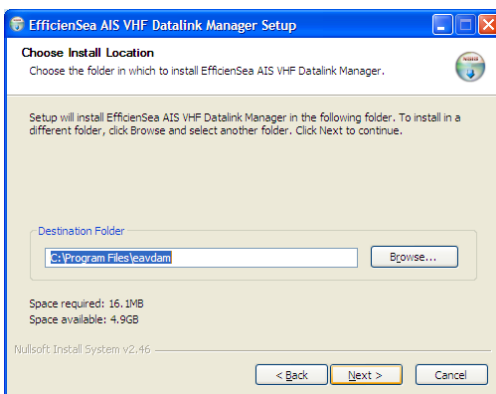 EfficienSea AIS VHF Datalink Manager Setup
Choose Install Location
Choose the folder in which to install EfficienSea AIS VHF Datalink Manager.
Setup will install EfficienSea AIS VHF Datalink Manager in the following folder. To install in a
different folder, click Browse and select another folder. Click Next to continue.
Destination Folder
C:\Program Files\eavdam
Browse...
Space required: 16.1MB
Space available: 4.9GB
Nullsoft Install System v2.46
< Back
Next >
Cancel